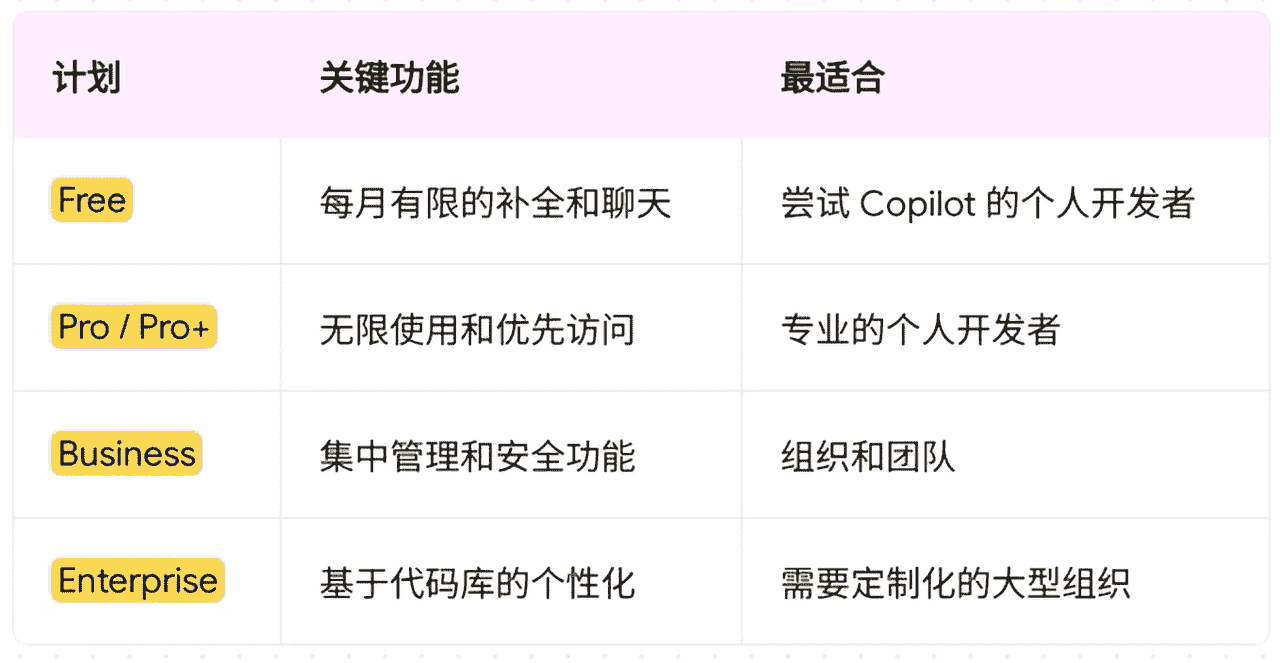 计划 关键功能 最适合
Free 每月有限的补全和聊天 尝试 Copilot 的个人开发者
Pro / Pro+ 无限使用和优先访问 专业的个人开发者
Business 集中管理和安全功能 组织和团队
Enterprise 基于代码库的个性化 需要定制化的大型组织